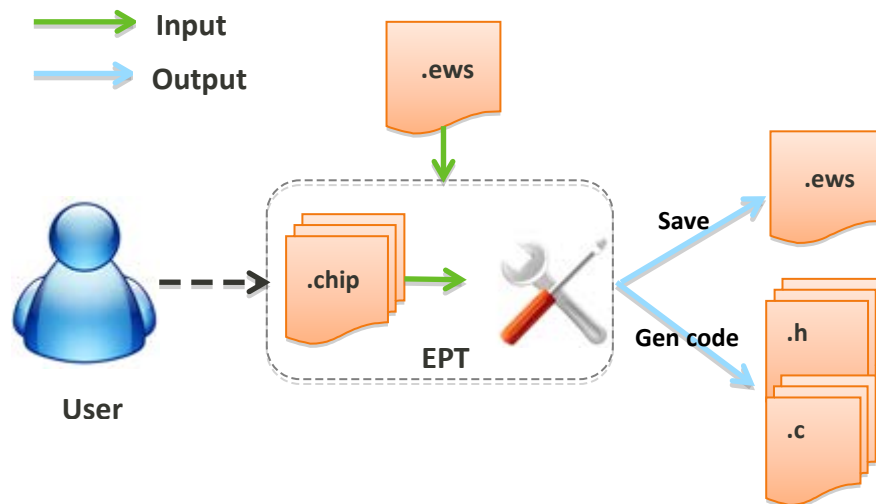 Input
Output
.ews
.ews
Save
.chip
Gen code
.h
EPT
User
.c